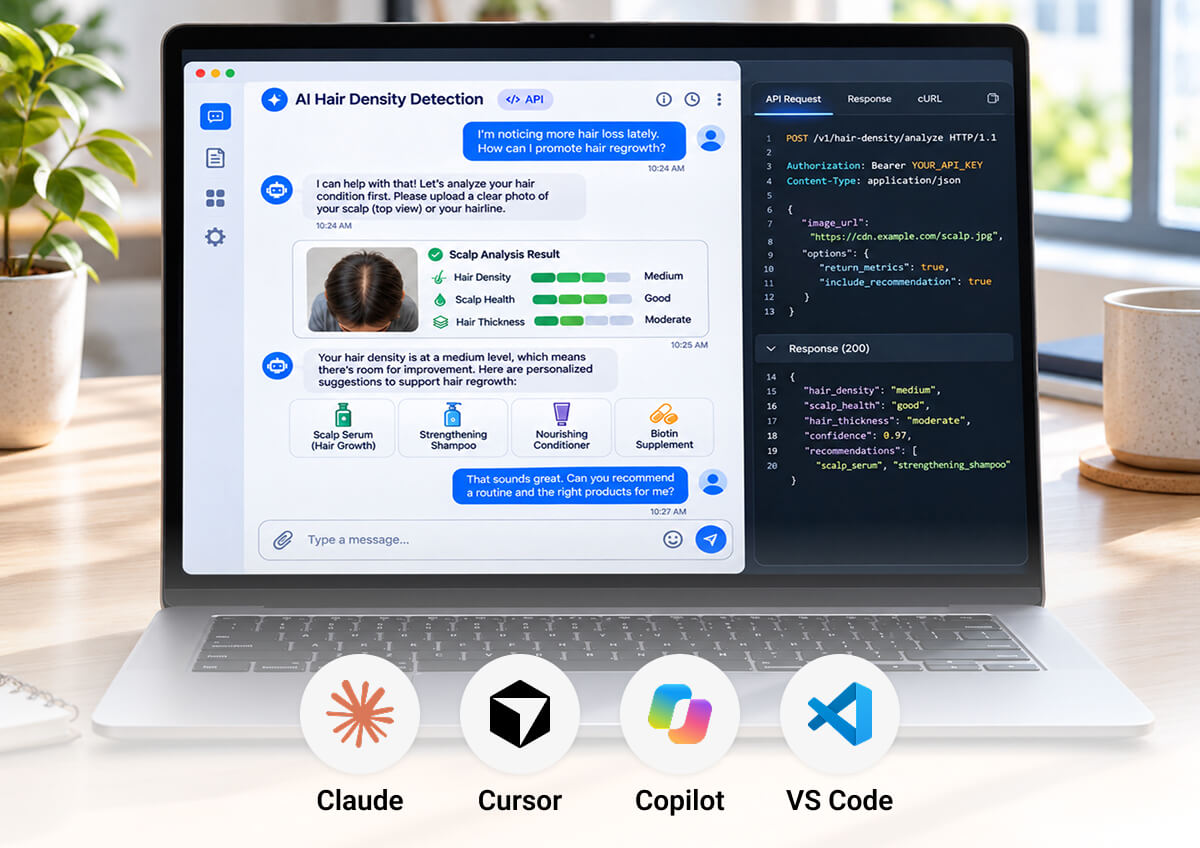 AI Hair Density Detection
</> API
I'm noticing more hair loss lately.
How can I promote hair regrowth?
10:24 AM
I can help with that! Let's analyze your hair
condition first. Please upload a clear photo of
your scalp (top view) or your hairline.
10:24 AM
Scalp Analysis Result
Hair Density Medium
Scalp Health Good
Hair Thickness Moderate
10:25 AM
Your hair density is at a medium level, which means
there's room for improvement. Here are personalized
suggestions to support hair regrowth:
Scalp Serum
(Hair Growth)
Strengthening
Shampoo
Nourishing
Conditioner
Biotin
Supplement
That sounds great. Can you recommend
a routine and the right products for me?
10:27 AM
Type a message...
API Request Response cURL
1 POST /v1/hair-density/analyze HTTP/1.1
2
3 Authorization: Bearer YOUR_API_KEY
4 Content-Type: application/json
5
6 {
7 "image_url":
8 "https://cdn.example.com/scalp.jpg",
9 "options": {
10 "return_metrics": true,
11 "include_recommendation": true
12 }
13 }
Response (200)
14 {
15 "hair_density": "medium",
16 "scalp_health": "good",
17 "hair_thickness": "moderate",
18 "confidence": 0.97,
19 "recommendations": [
20 "scalp_serum", "strengthening_shampoo"
}
Claude
Cursor
Copilot
VS Code